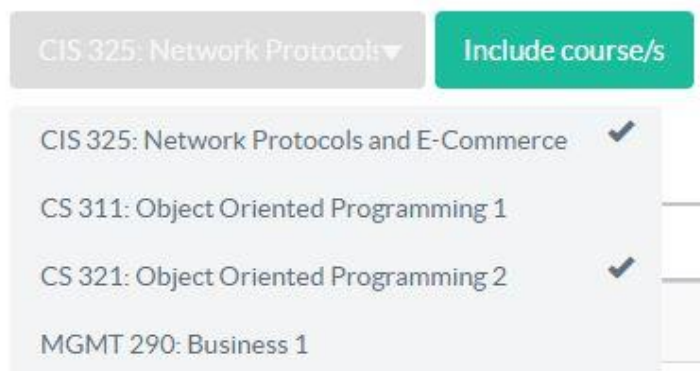 CIS 325: Network Protocols Include course/s
CIS 325: Network Protocols and E-Commerce
CS 311: Object Oriented Programming 1
CS 321: Object Oriented Programming 2
MGMT 290: Business 1